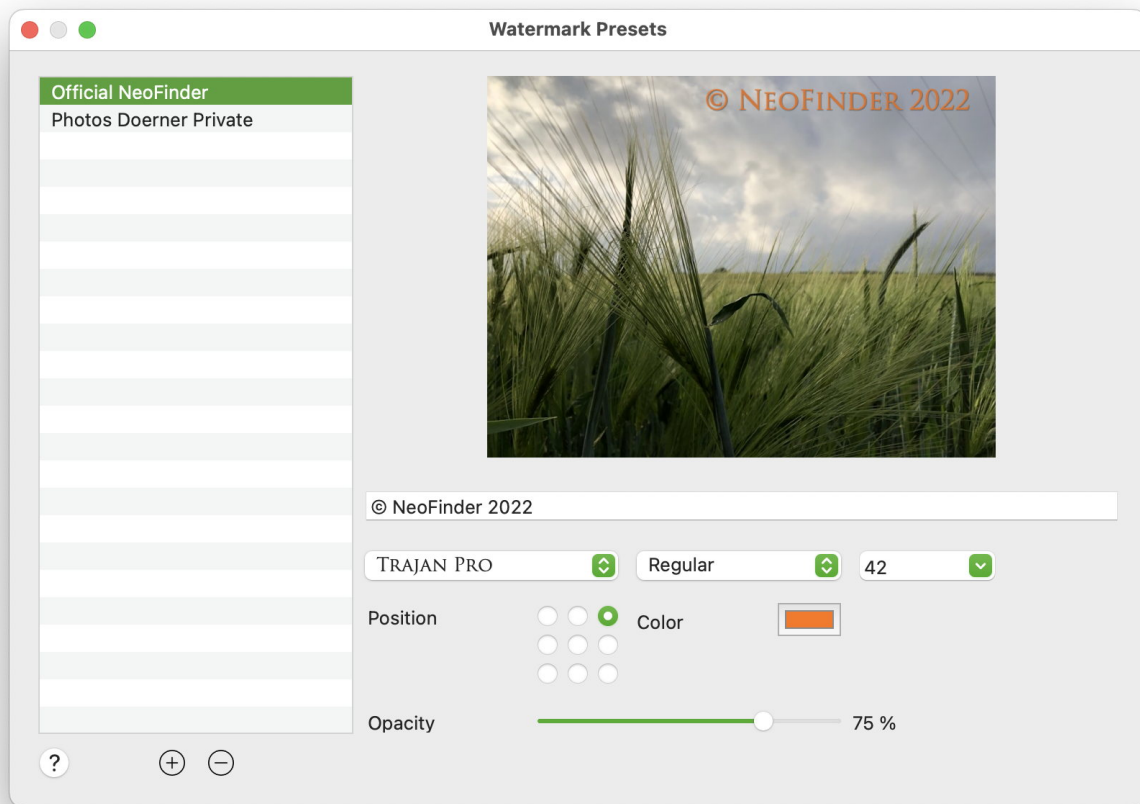 Watermark Presets
Official NeoFinder
Photos Doerner Private
© NEOFINDER 2022
© NeoFinder 2022
TRAJAN PRO
Regular
42
Position
Color
Opacity
75 %
?